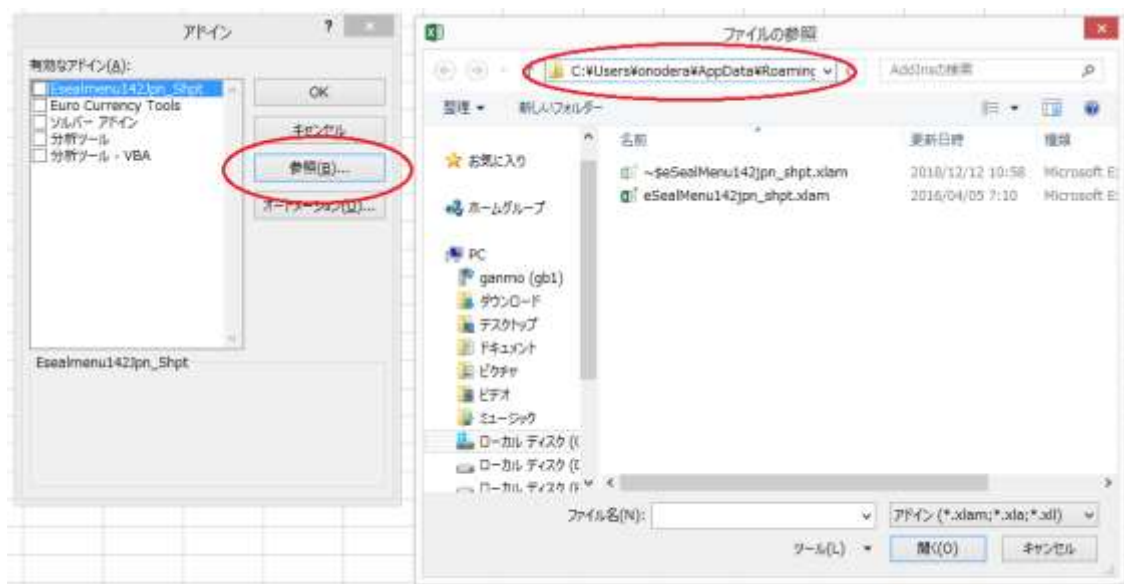 アドイン
?
有効なアドイン(A):
Esealmenu142Jpn_Shpt
Euro Currency Tools
ソルバー アドイン
分析ツール
分析ツール - VBA
OK
キャンセル
参照(B)...
オートメーション(U)...
Esealmenu142Jpn_Shpt
ファイルの参照
C:¥Users¥onodera¥AppData¥Roaming
AddInsの検索
整理
新しいフォルダー
名前
更新日時
種類
~$eSealMenu142jpn_shpt.xlam
2018/12/12 10:58
Microsoft E
eSealMenu142jpn_shpt.xlam
2016/04/05 7:10
Microsoft E
お気に入り
ホームグループ
PC
ganmo (gb1)
ダウンロード
デスクトップ
ドキュメント
ピクチャ
ビデオ
ミュージック
ローカル ディスク (
ローカル ディスク (
ローカル ディスク (
ファイル名(N):
アドイン (*.xlam;*.xla;*.xll)
ツール(L)
開く(O)
キャンセル